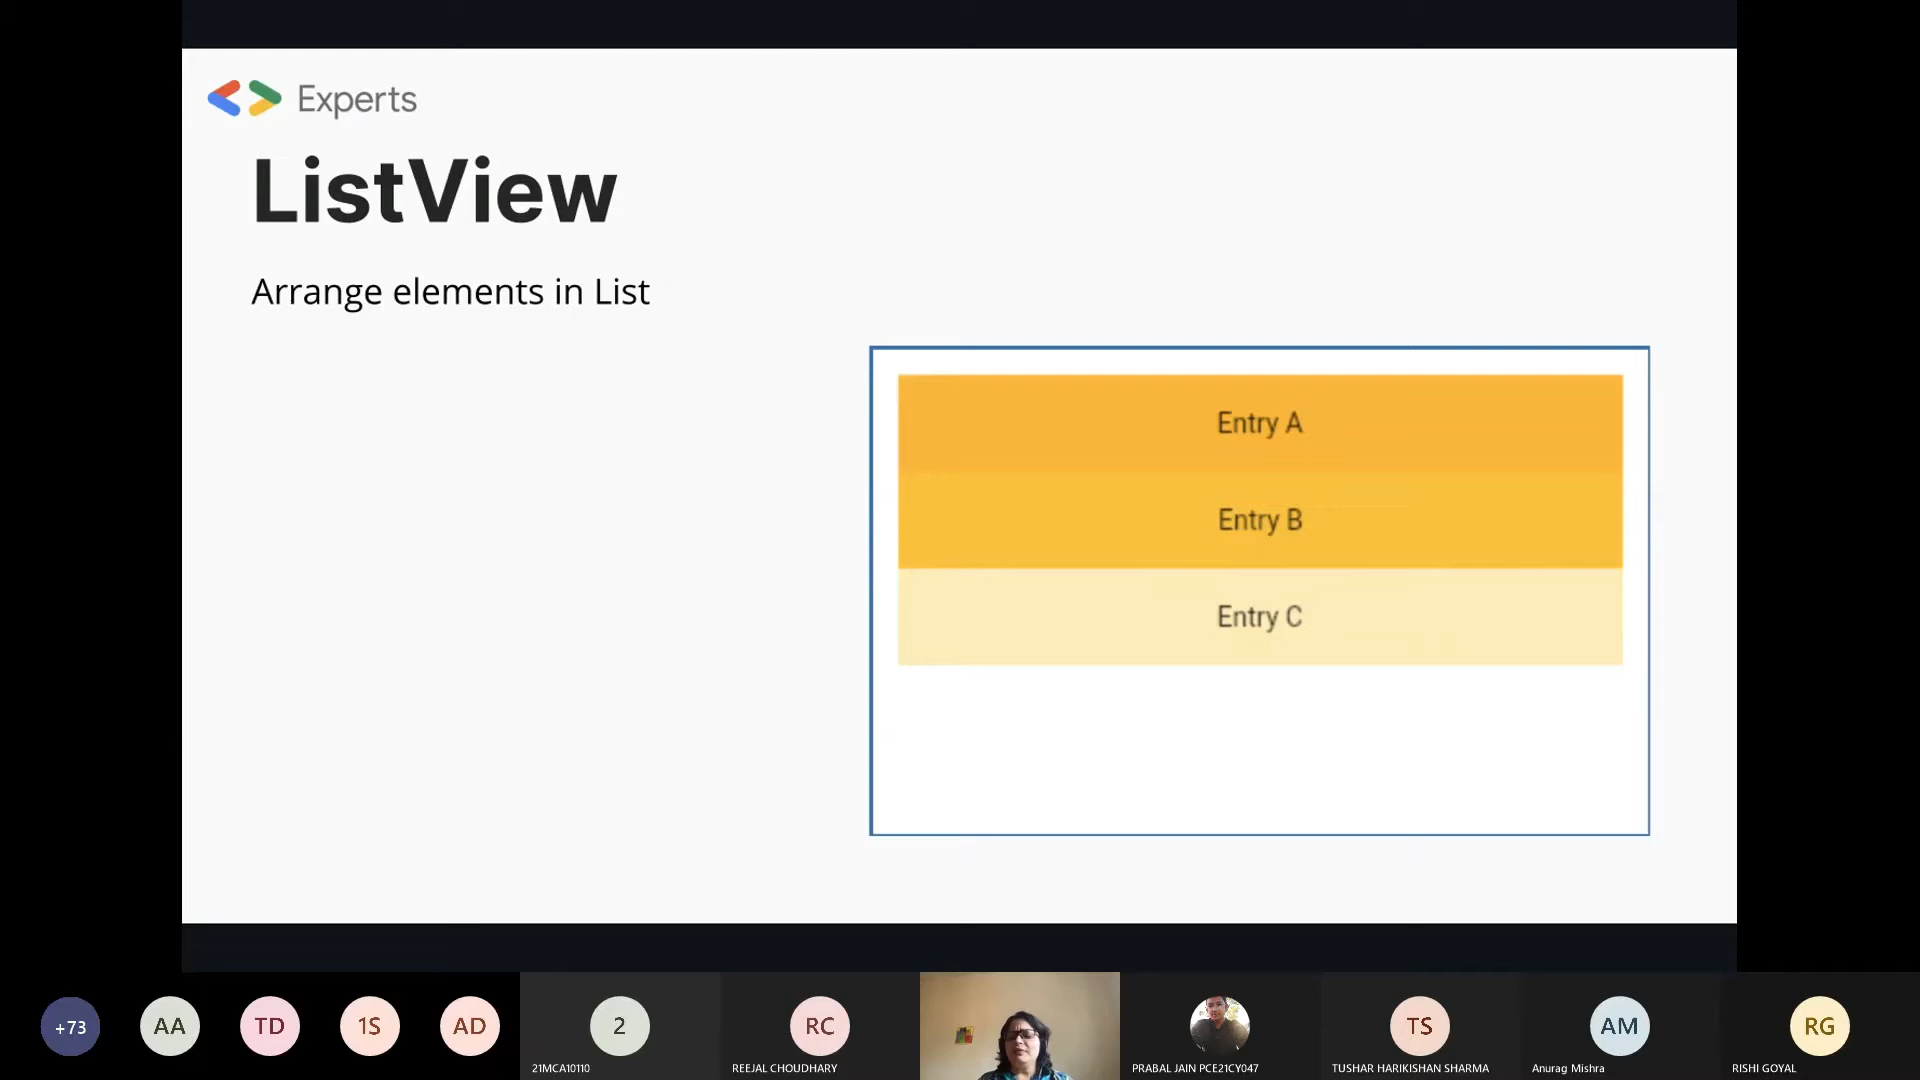 Experts
ListView
Arrange elements in List
Entry A
Entry B
Entry C
+73
AA
TD
1S
AD
2
RC
TS
AM
RG
21MCA10110
REEJAL CHOUDHARY
PRABAL JAIN PCE21CY047
TUSHAR HARIKISHAN SHARMA
Anurag Mishra
RISHI GOYAL